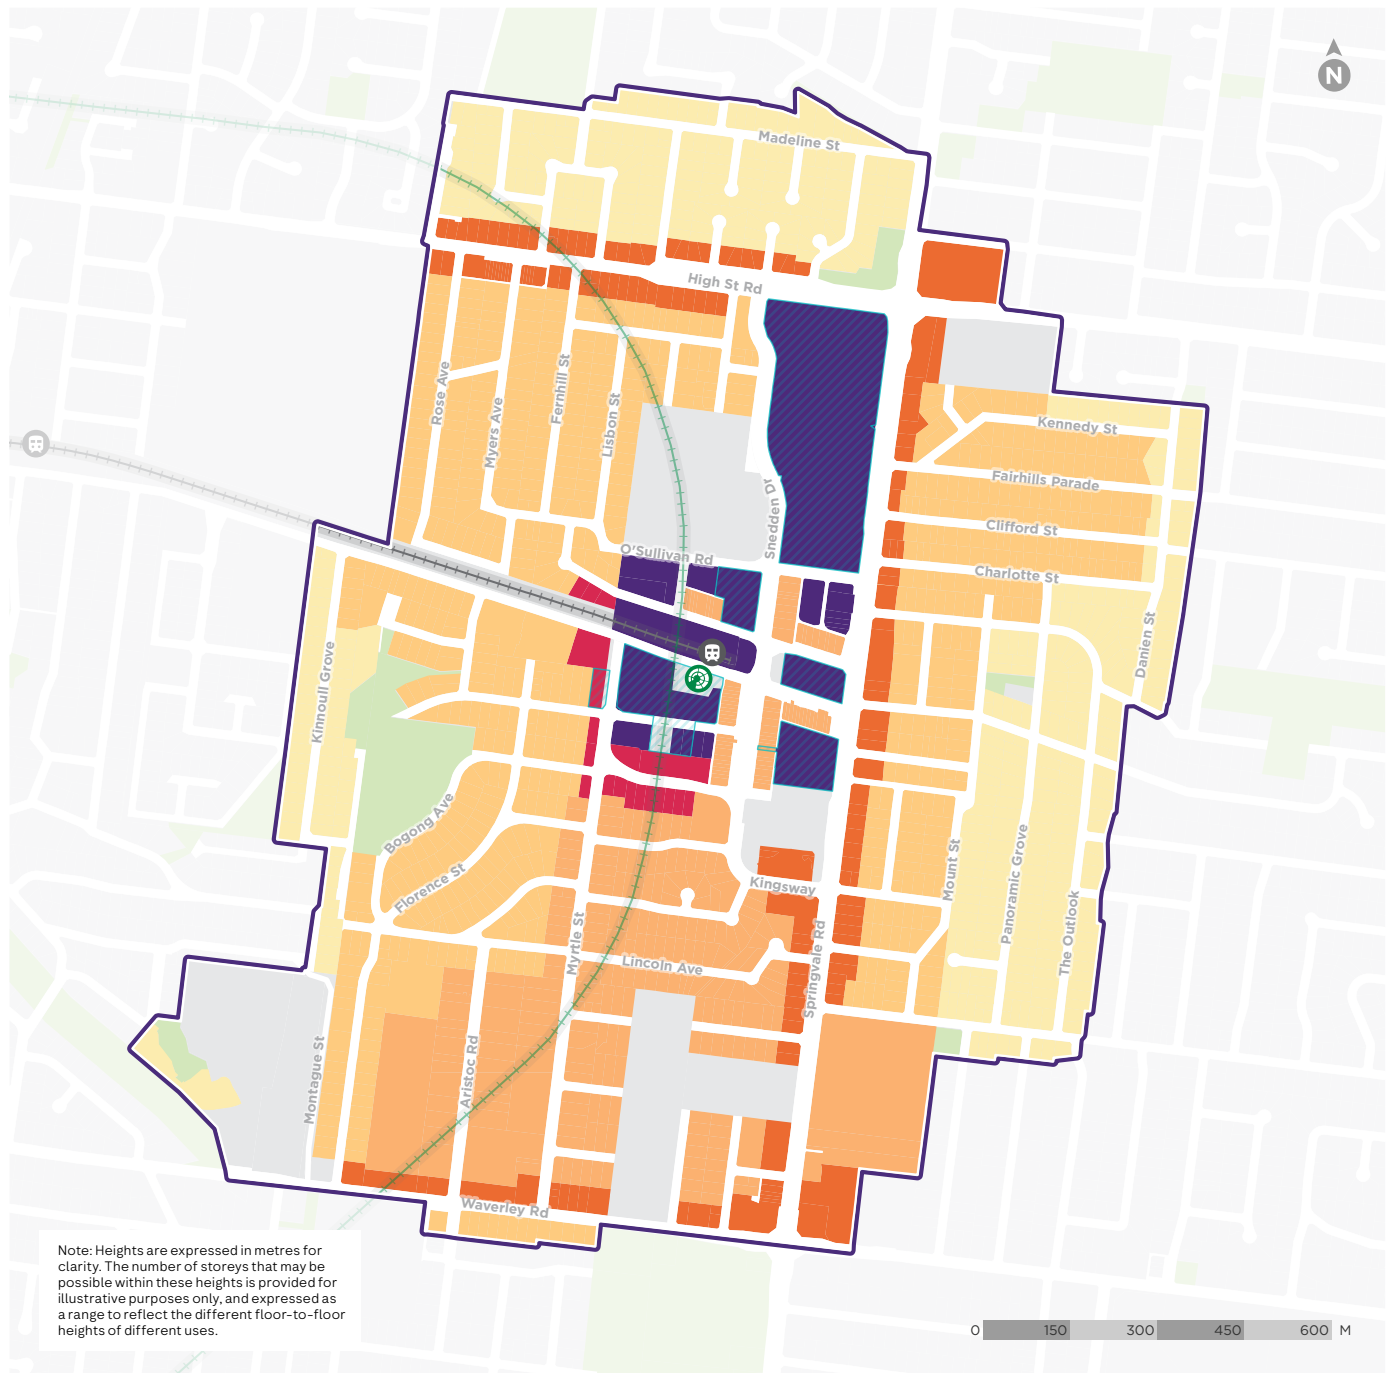 N
Madeline St
High St Rd
Rose Ave
Myers Ave
Fernhill St
Lisbon St
Kennedy St
Fairhills Parade
Clifford St
Charlotte St
Snedden Dr
O'Sullivan Rd
Danien St
Kinnoull Grove
Bogong Ave
Florence St
Kingsway
Mount St
Panoramic Grove
The Outlook
Myrtle St
Lincoln Ave
Springvale Rd
Montague St
Aristoc Rd
Waverley Rd
Note: Heights are expressed in metres for
clarity. The number of storeys that may be
possible within these heights is provided for
illustrative purposes only, and expressed as
a range to reflect the different floor-to-floor
heights of different uses.
0 150 300 450 600 M